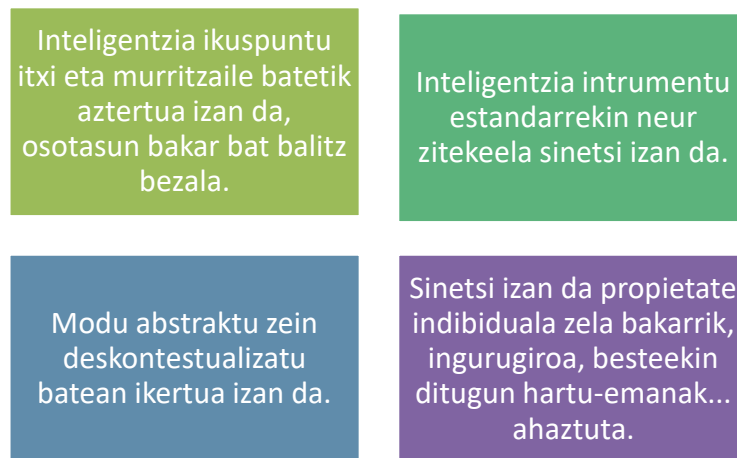 Inteligentzia ikuspuntu
itxi eta murritzaile batetik
aztertua izan da,
osotasun bakar bat balitz
bezala.
Inteligentzia intrumentu
estandarrekin neur
zitekeela sinetsi izan da.
Modu abstraktu zein
deskontestualizatu
batean ikertua izan da.
Sinetsi izan da propietate
indibiduala zela bakarrik,
ingurugiroa, besteekin
ditugun hartu-emanak...
ahaztuta.